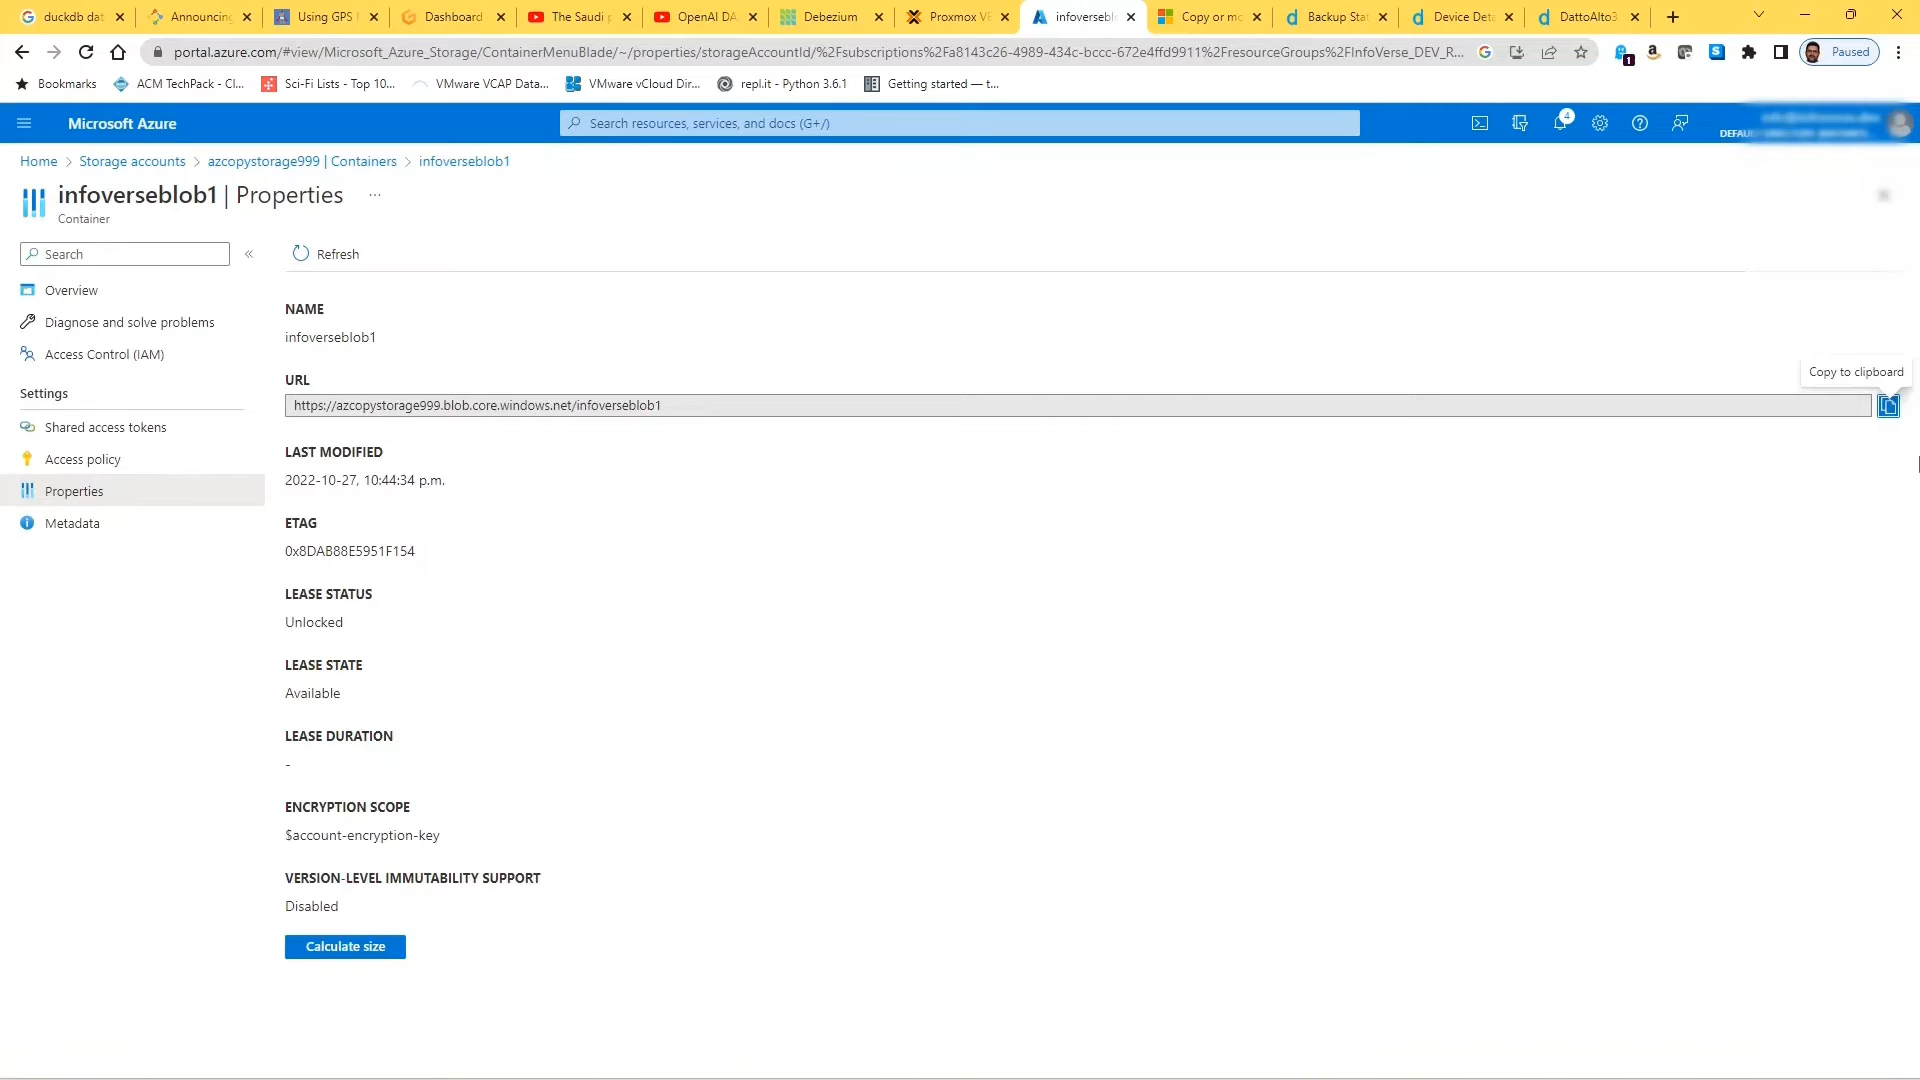 duckdb dat
Announcing
Using GPS
Dashboard
The Saudi p
OpenAI DA
Debezium
Proxmox VE
infoversebl
Copy or mo
Backup Stat
Device Deta
DattoAlto3
portal.azure.com/#view/Microsoft_Azure_Storage/ContainerMenuBlade/~/properties/storageAccountId/%2Fsubscriptions%2Fa8143c26-4989-434c-bccc-672e4ffd9911%2FresourceGroups%2FInfoVerse_DEV_R...
1
Paused
Bookmarks
ACM TechPack - Cl...
Sci-Fi Lists - Top 10...
VMware VCAP Data...
VMware vCloud Dir...
repl.it - Python 3.6.1
Getting started — t...
Microsoft Azure
Search resources, services, and docs (G+/)
4
Home > Storage accounts > azcopystorage999 | Containers > infoverseblob1
infoverseblob1 | Properties ...
Container
Search
«
Refresh
Overview
Diagnose and solve problems
Access Control (IAM)
Settings
Shared access tokens
Access policy
Properties
Metadata
NAME
infoverseblob1
URL
Copy to clipboard
https://azcopystorage999.blob.core.windows.net/infoverseblob1
LAST MODIFIED
2022-10-27, 10:44:34 p.m.
ETAG
0x8DAB88E5951F154
LEASE STATUS
Unlocked
LEASE STATE
Available
LEASE DURATION
-
ENCRYPTION SCOPE
$account-encryption-key
VERSION-LEVEL IMMUTABILITY SUPPORT
Disabled
Calculate size